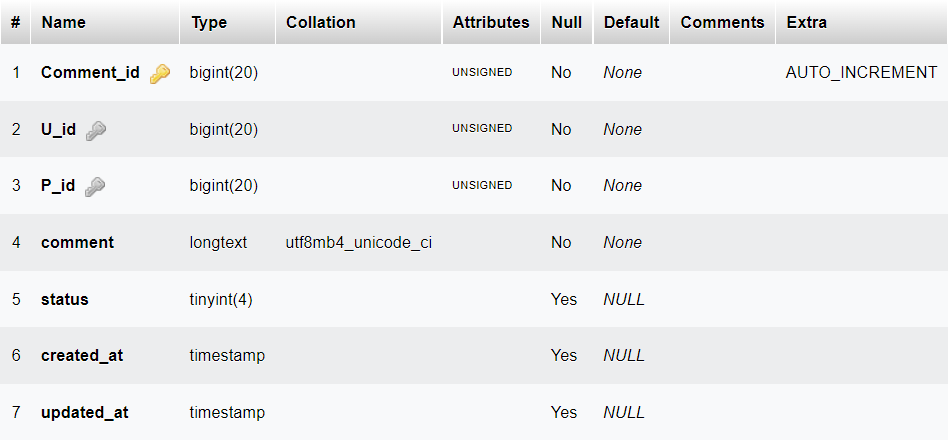 # Name Type Collation Attributes Null Default Comments Extra
1 Comment_id bigint(20) UNSIGNED No None AUTO_INCREMENT
2 U_id bigint(20) UNSIGNED No None
3 P_id bigint(20) UNSIGNED No None
4 comment longtext utf8mb4_unicode_ci No None
5 status tinyint(4) Yes NULL
6 created_at timestamp Yes NULL
7 updated_at timestamp Yes NULL